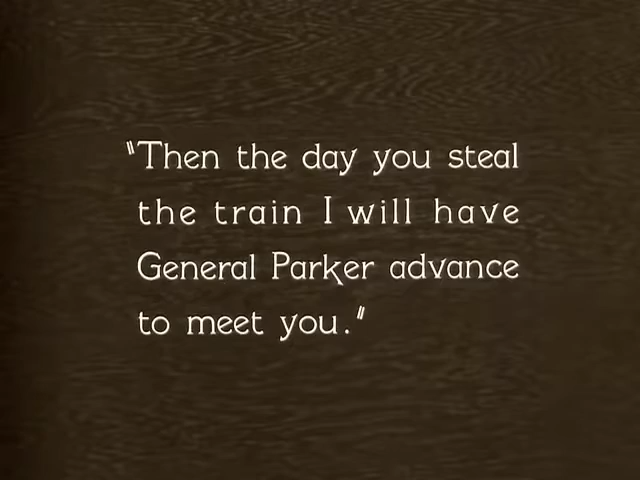 "Then the day you steal
the train I will have
General Parker advance
to meet you."